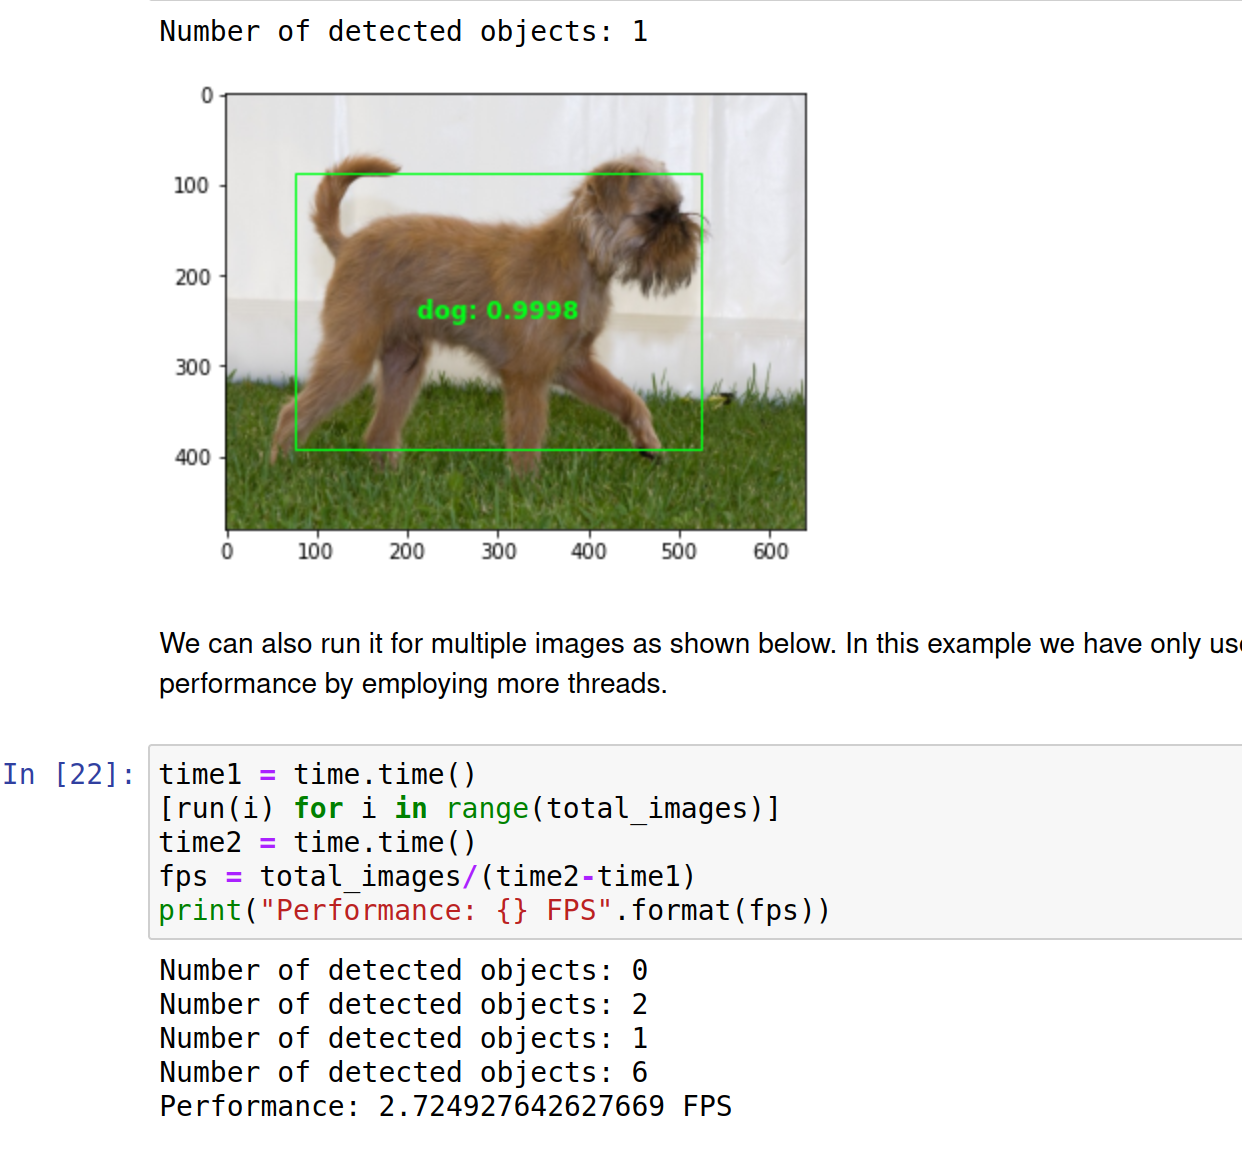 Number of detected objects: 1
0
100
200
300
400
dog: 0.9998
0 100 200 300 400 500 600
We can also run it for multiple images as shown below. In this example we have only
performance by employing more threads.
In [22]:
time1 = time.time()
[run(i) for i in range(total_images)]
time2 = time.time()
fps = total_images/(time2-time1)
print("Performance: {} FPS".format(fps))
Number of detected objects: 0
Number of detected objects: 2
Number of detected objects: 1
Number of detected objects: 6
Performance: 2.724927642627669 FPS